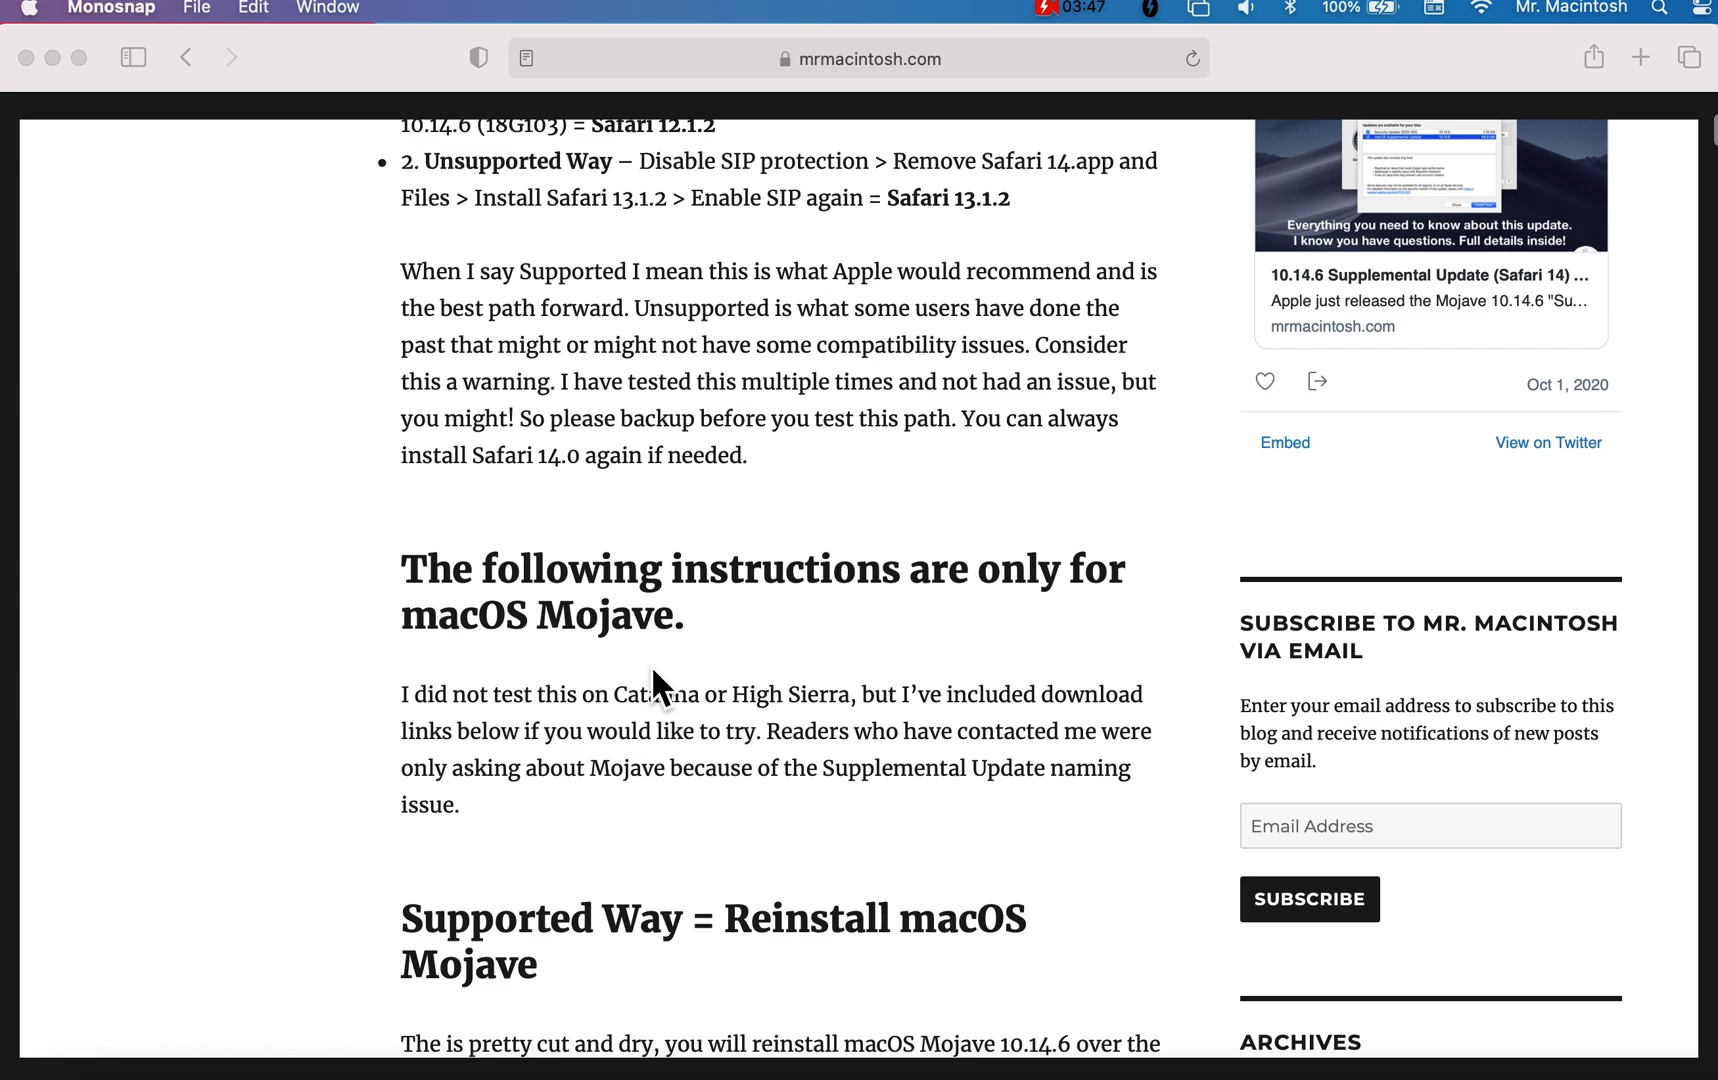 Monosnap File Edit Window 03:47 100% Mr. Macintosh
mrmacintosh.com
10.14.6 (18G103) = Safari 12.1.2
• 2. Unsupported Way – Disable SIP protection > Remove Safari 14.app and
Files > Install Safari 13.1.2 > Enable SIP again = Safari 13.1.2
When I say Supported I mean this is what Apple would recommend and is
the best path forward. Unsupported is what some users have done the
past that might or might not have some compatibility issues. Consider
this a warning. I have tested this multiple times and not had an issue, but
you might! So please backup before you test this path. You can always
install Safari 14.0 again if needed.
The following instructions are only for
macOS Mojave.
I did not test this on Catalina or High Sierra, but I’ve included download
links below if you would like to try. Readers who have contacted me were
only asking about Mojave because of the Supplemental Update naming
issue.
Supported Way = Reinstall macOS
Mojave
The is pretty cut and dry, you will reinstall macOS Mojave 10.14.6 over the
Everything you need to know about this update.
I know you have questions. Full details inside!
10.14.6 Supplemental Update (Safari 14) ...
Apple just released the Mojave 10.14.6 "Su...
mrmacintosh.com
Oct 1, 2020
Embed View on Twitter
SUBSCRIBE TO MR. MACINTOSH
VIA EMAIL
Enter your email address to subscribe to this
blog and receive notifications of new posts
by email.
Email Address
SUBSCRIBE
ARCHIVES